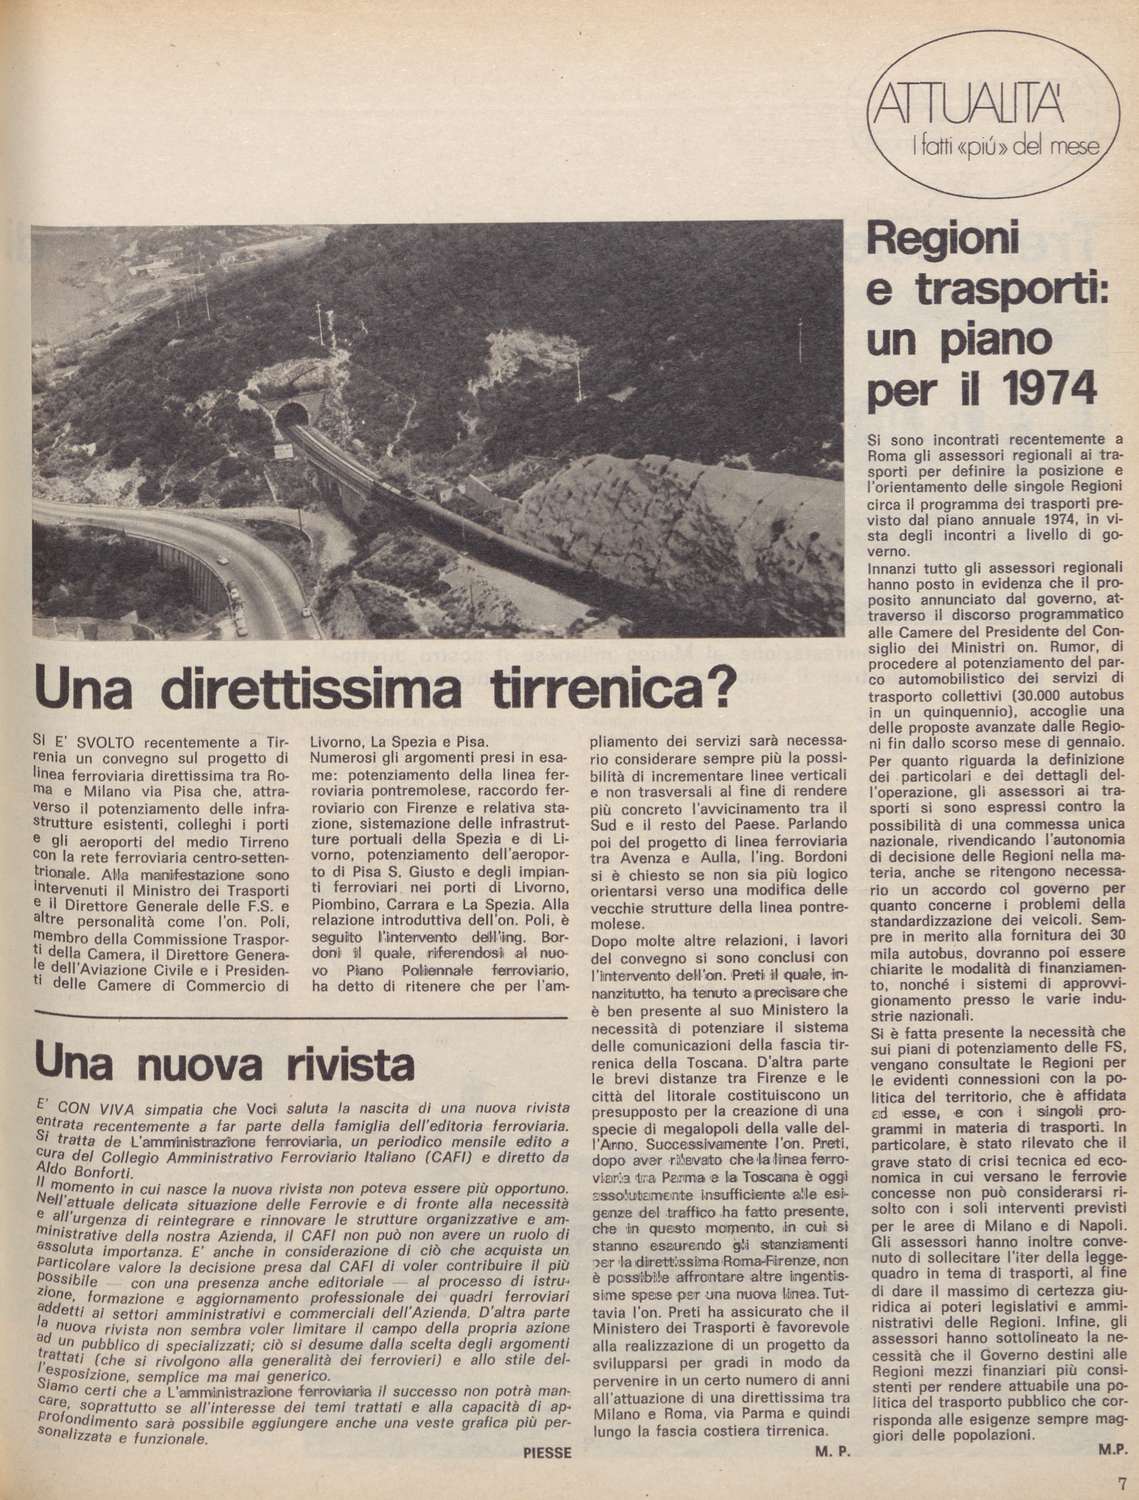 ATTUALITA'
I fatti «piú» del mese
Una direttissima tirrenica?
SI E' SVOLTO recentemente a Tir-
renia un convegno sul progetto di
linea ferroviaria direttissima tra Ro-
ma e Milano via Pisa che, attra-
verso il potenziamento delle infra-
strutture esistenti, colleghi i porti
e gli aeroporti del medio Tirreno
con la rete ferroviaria centro-setten-
trionale. Alla manifestazione sono
intervenuti il Ministro dei Trasporti
e il Direttore Generale delle F.S. e
altre personalità come l'on. Poli,
membro della Commissione Traspor-
ti della Camera, il Direttore Genera-
le dell'Aviazione Civile e i Presiden-
ti delle Camere di Commercio di
Livorno, La Spezia e Pisa.
Numerosi gli argomenti presi in esa-
me: potenziamento della linea fer-
roviaria pontremolese, raccordo fer-
roviario con Firenze e relativa sta-
zione, sistemazione delle infrastrut-
ture portuali della Spezia e di Li-
vorno, potenziamento dell'aeropor-
to di Pisa S. Giusto e degli impian-
ti ferroviari nei porti di Livorno,
Piombino, Carrara e La Spezia. Alla
relazione introduttiva dell'on. Poli, è
seguito l'intervento dell'ing. Bor-
doni il quale, riferendosi al nuo-
vo Piano Poliennale ferroviario,
ha detto di ritenere che per l'am-
pliamento dei servizi sarà necessa-
rio considerare sempre più la possi-
bilità di incrementare linee verticali
e non trasversali al fine di rendere
più concreto l'avvicinamento tra il
Sud e il resto del Paese. Parlando
poi del progetto di linea ferroviaria
tra Avenza e Aulla, l'ing. Bordoni
si è chiesto se non sia più logico
orientarsi verso una modifica delle
vecchie strutture della linea pontre-
molese.
Dopo molte altre relazioni, i lavori
del convegno si sono conclusi con
l'intervento dell'on. Preti il quale, in-
nanzitutto, ha tenuto a precisare che
è ben presente al suo Ministero la
necessità di potenziare il sistema
delle comunicazioni della fascia tir-
renica della Toscana. D'altra parte
le brevi distanze tra Firenze e le
città del litorale costituiscono un
presupposto per la creazione di una
specie di megalopoli della valle del-
l'Arno. Successivamente l'on. Preti,
dopo aver rilevato che la linea ferro-
viaria tra Parma e la Toscana è oggi
assolutamente insufficiente alle esi-
genze del traffico ha fatto presente,
che in questo momento, in cui si
stanno esaurendo gli stanziamenti
per la direttissima Roma-Firenze, non
è possibile affrontare altre ingentis-
sime spese per una nuova linea. Tut-
tavia l'on. Preti ha assicurato che il
Ministero dei Trasporti è favorevole
alla realizzazione di un progetto da
svilupparsi per gradi in modo da
pervenire in un certo numero di anni
all'attuazione di una direttissima tra
Milano e Roma, via Parma e quindi
lungo la fascia costiera tirrenica.
M. P.
Una nuova rivista
E' CON VIVA simpatia che Voci saluta la nascita di una nuova rivista
entrata recentemente a far parte della famiglia dell'editoria ferroviaria.
Si tratta de L'amministrazione ferroviaria, un periodico mensile edito a
cura del Collegio Amministrativo Ferroviario Italiano (CAFI) e diretto da
Aldo Bonforti.
Il momento in cui nasce la nuova rivista non poteva essere più opportuno.
Nell'attuale delicata situazione delle Ferrovie e di fronte alla necessità
e all'urgenza di reintegrare e rinnovare le strutture organizzative e am-
ministrative della nostra Azienda, il CAFI non può non avere un ruolo di
assoluta importanza. E' anche in considerazione di ciò che acquista un
particolare valore la decisione presa dal CAFI di voler contribuire il più
possibile — con una presenza anche editoriale — al processo di istru-
zione, formazione e aggiornamento professionale dei quadri ferroviari
addetti ai settori amministrativi e commerciali dell'Azienda. D'altra parte
la nuova rivista non sembra voler limitare il campo della propria azione
ad un pubblico di specializzati; ciò si desume dalla scelta degli argomenti
trattati (che si rivolgono alla generalità dei ferrovieri) e allo stile del-
l'esposizione, semplice ma mai generico.
Siamo certi che a L'amministrazione ferroviaria il successo non potrà man-
care, soprattutto se all'interesse dei temi trattati e alla capacità di ap-
profondimento sarà possibile aggiungere anche una veste grafica più per-
sonalizzata e funzionale.
PIESSE
Regioni
e trasporti:
un piano
per il 1974
Si sono incontrati recentemente a
Roma gli assessori regionali ai tra-
sporti per definire la posizione e
l'orientamento delle singole Regioni
circa il programma dei trasporti pre-
visto dal piano annuale 1974, in vi-
sta degli incontri a livello di go-
verno.
Innanzi tutto gli assessori regionali
hanno posto in evidenza che il pro-
posito annunciato dal governo, at-
traverso il discorso programmatico
alle Camere del Presidente del Con-
siglio dei Ministri on. Rumor, di
procedere al potenziamento del par-
co automobilistico dei servizi di
trasporto collettivi (30.000 autobus
in un quinquennio), accoglie una
delle proposte avanzate dalle Regio-
ni fin dallo scorso mese di gennaio.
Per quanto riguarda la definizione
dei particolari e dei dettagli del-
l'operazione, gli assessori ai tra-
sporti si sono espressi contro la
possibilità di una commessa unica
nazionale, rivendicando l'autonomia
di decisione delle Regioni nella ma-
teria, anche se ritengono necessa-
rio un accordo col governo per
quanto concerne i problemi della
standardizzazione dei veicoli. Sem-
pre in merito alla fornitura dei 30
mila autobus, dovranno poi essere
chiarite le modalità di finanziamen-
to, nonché i sistemi di approvvi-
gionamento presso le varie indu-
strie nazionali.
Si è fatta presente la necessità che
sui piani di potenziamento delle FS,
vengano consultate le Regioni per
le evidenti connessioni con la po-
litica del territorio, che è affidata
ad esse, e con i singoli pro-
grammi in materia di trasporti. In
particolare, è stato rilevato che il
grave stato di crisi tecnica ed eco-
nomica in cui versano le ferrovie
concesse non può considerarsi ri-
solto con i soli interventi previsti
per le aree di Milano e di Napoli.
Gli assessori hanno inoltre conve-
nuto di sollecitare l'iter della legge-
quadro in tema di trasporti, al fine
di dare il massimo di certezza giu-
ridica ai poteri legislativi e ammi-
nistrativi delle Regioni. Infine, gli
assessori hanno sottolineato la ne-
cessità che il Governo destini alle
Regioni mezzi finanziari più consi-
stenti per rendere attuabile una po-
litica del trasporto pubblico che cor-
risponda alle esigenze sempre mag-
giori delle popolazioni.
M.P.
7